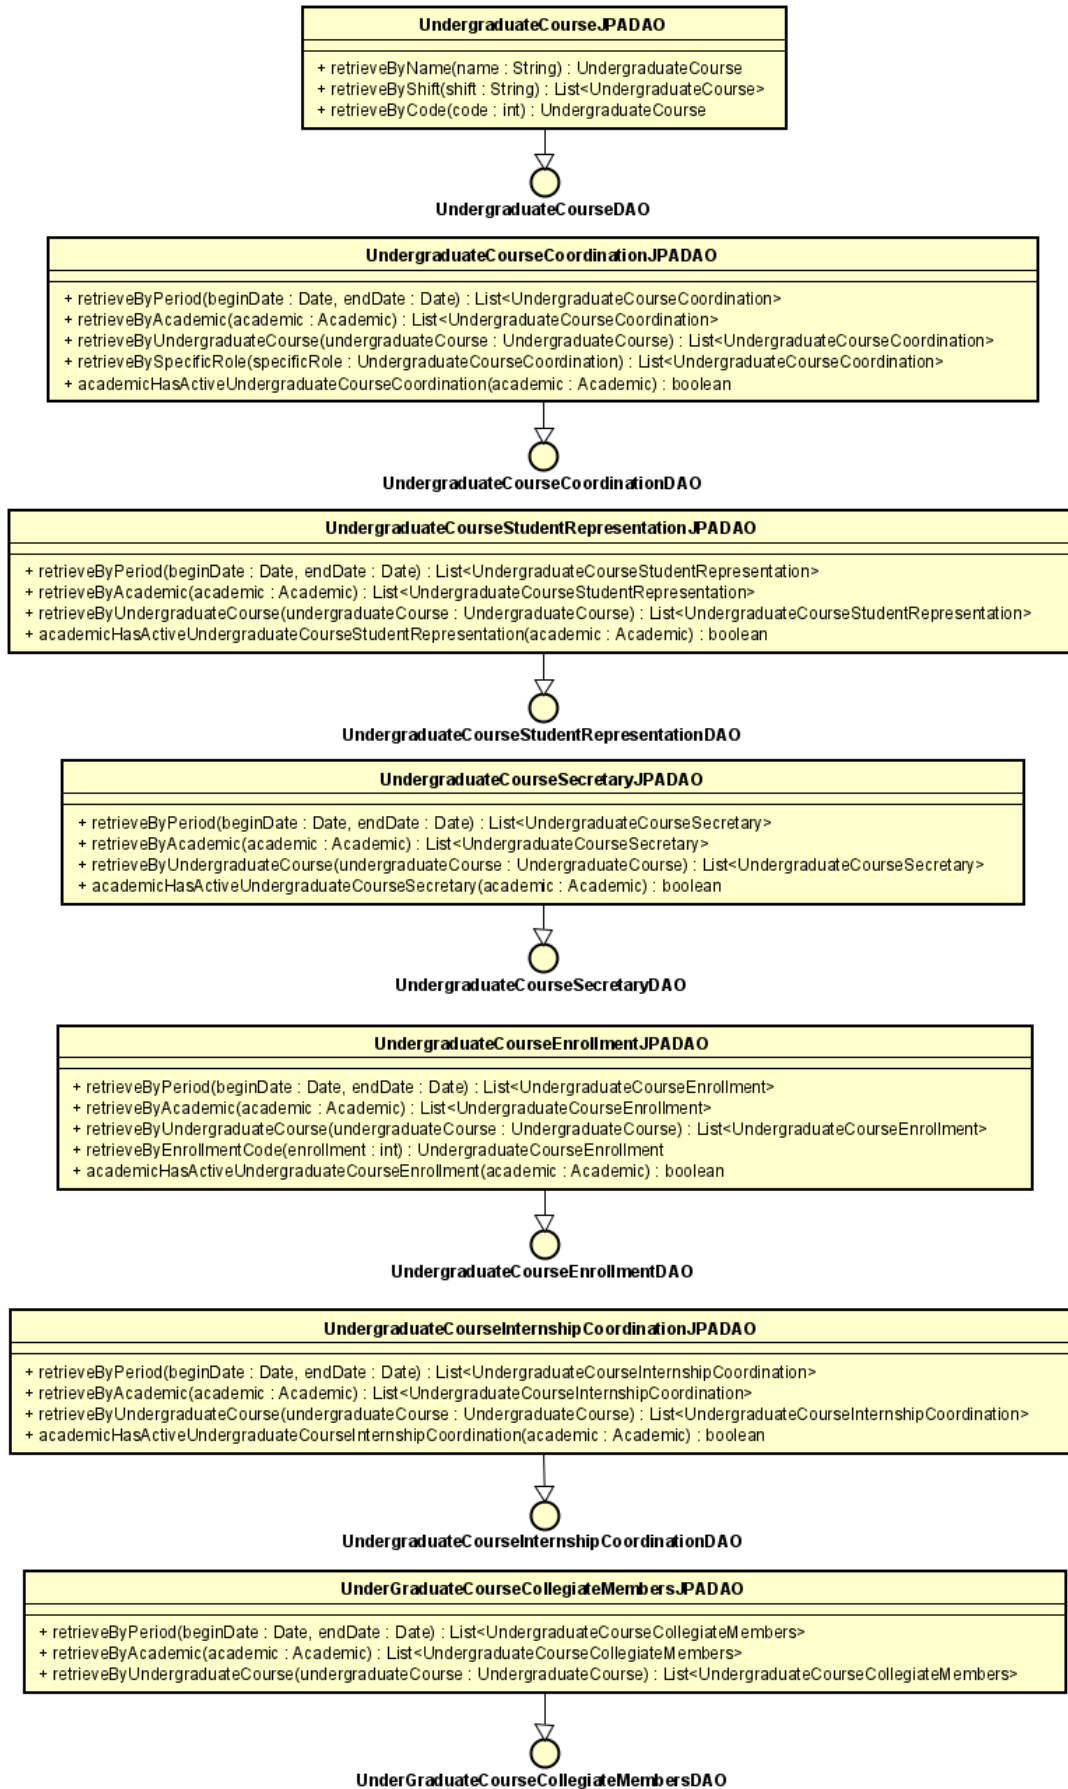 UndergraduateCourseJPADAO
+ retrieveByName(name : String) : UndergraduateCourse
+ retrieveByShift(shift : String) : List<UndergraduateCourse>
+ retrieveByCode(code : int) : UndergraduateCourse
UndergraduateCourseDAO
UndergraduateCourseCoordinationJPADAO
+ retrieveByPeriod(beginDate : Date, endDate : Date) : List<UndergraduateCourseCoordination>
+ retrieveByAcademic(academic : Academic) : List<UndergraduateCourseCoordination>
+ retrieveByUndergraduateCourse(undergraduateCourse : UndergraduateCourse) : List<UndergraduateCourseCoordination>
+ retrieveBySpecificRole(specificRole : UndergraduateCourseCoordination) : List<UndergraduateCourseCoordination>
+ academicHasActiveUndergraduateCourseCoordination(academic : Academic) : boolean
UndergraduateCourseCoordinationDAO
UndergraduateCourseStudentRepresentationJPADAO
+ retrieveByPeriod(beginDate : Date, endDate : Date) : List<UndergraduateCourseStudentRepresentation>
+ retrieveByAcademic(academic : Academic) : List<UndergraduateCourseStudentRepresentation>
+ retrieveByUndergraduateCourse(undergraduateCourse : UndergraduateCourse) : List<UndergraduateCourseStudentRepresentation>
+ academicHasActiveUndergraduateCourseStudentRepresentation(academic : Academic) : boolean
UndergraduateCourseStudentRepresentationDAO
UndergraduateCourseSecretaryJPADAO
+ retrieveByPeriod(beginDate : Date, endDate : Date) : List<UndergraduateCourseSecretary>
+ retrieveByAcademic(academic : Academic) : List<UndergraduateCourseSecretary>
+ retrieveByUndergraduateCourse(undergraduateCourse : UndergraduateCourse) : List<UndergraduateCourseSecretary>
+ academicHasActiveUndergraduateCourseSecretary(academic : Academic) : boolean
UndergraduateCourseSecretaryDAO
UndergraduateCourseEnrollmentJPADAO
+ retrieveByPeriod(beginDate : Date, endDate : Date) : List<UndergraduateCourseEnrollment>
+ retrieveByAcademic(academic : Academic) : List<UndergraduateCourseEnrollment>
+ retrieveByUndergraduateCourse(undergraduateCourse : UndergraduateCourse) : List<UndergraduateCourseEnrollment>
+ retrieveByEnrollmentCode(enrollment : int) : UndergraduateCourseEnrollment
+ academicHasActiveUndergraduateCourseEnrollment(academic : Academic) : boolean
UndergraduateCourseEnrollmentDAO
UndergraduateCourseInternshipCoordinationJPADAO
+ retrieveByPeriod(beginDate : Date, endDate : Date) : List<UndergraduateCourseInternshipCoordination>
+ retrieveByAcademic(academic : Academic) : List<UndergraduateCourseInternshipCoordination>
+ retrieveByUndergraduateCourse(undergraduateCourse : UndergraduateCourse) : List<UndergraduateCourseInternshipCoordination>
+ academicHasActiveUndergraduateCourseInternshipCoordination(academic : Academic) : boolean
UndergraduateCourseInternshipCoordinationDAO
UnderGraduateCourseCollegiateMembersJPADAO
+ retrieveByPeriod(beginDate : Date, endDate : Date) : List<UndergraduateCourseCollegiateMembers>
+ retrieveByAcademic(academic : Academic) : List<UndergraduateCourseCollegiateMembers>
+ retrieveByUndergraduateCourse(undergraduateCourse : UndergraduateCourse) : List<UndergraduateCourseCollegiateMembers>
UnderGraduateCourseCollegiateMembersDAO